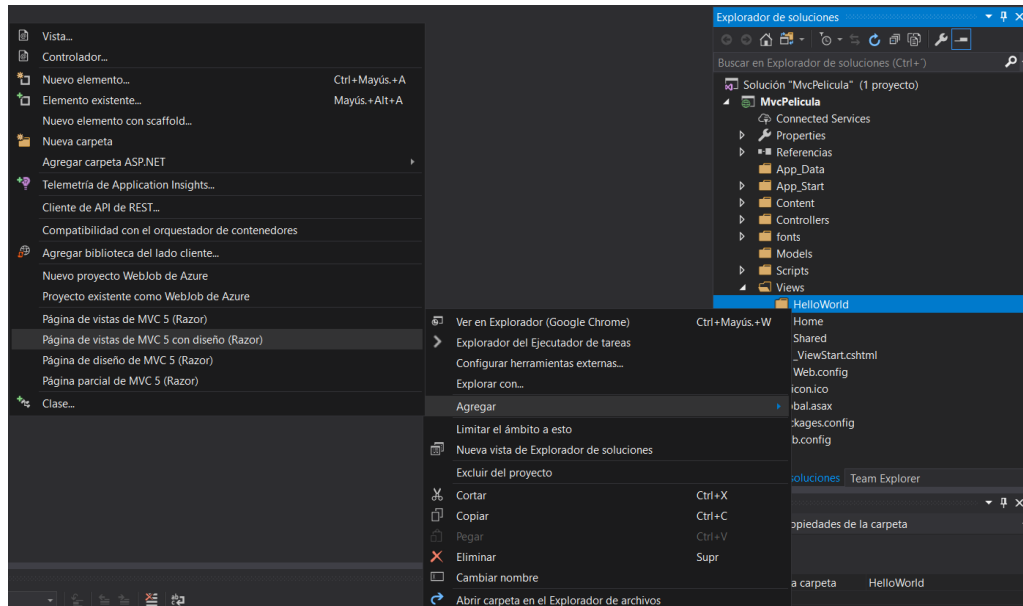 Vista...
Controlador...
Nuevo elemento... Ctrl+Mayús.+A
Elemento existente... Mayús.+Alt+A
Nuevo elemento con scaffold...
Nueva carpeta
Agregar carpeta ASP.NET
Telemetría de Application Insights...
Cliente de API de REST...
Compatibilidad con el orquestador de contenedores
Agregar biblioteca del lado cliente...
Nuevo proyecto WebJob de Azure
Proyecto existente como WebJob de Azure
Página de vistas de MVC 5 (Razor)
Página de vistas de MVC 5 con diseño (Razor)
Página de diseño de MVC 5 (Razor)
Página parcial de MVC 5 (Razor)
Clase...
Ver en Explorador (Google Chrome) Ctrl+Mayús.+W
Explorador del Ejecutador de tareas
Configurar herramientas externas...
Explorar con...
Agregar
Limitar el ámbito a esto
Nueva vista de Explorador de soluciones
Excluir del proyecto
Cortar Ctrl+X
Copiar Ctrl+C
Pegar Ctrl+V
Eliminar Supr
Cambiar nombre
Abrir carpeta en el Explorador de archivos
Explorador de soluciones
Buscar en Explorador de soluciones (Ctrl+´)
Solución "MvcPelicula" (1 proyecto)
MvcPelicula
Connected Services
Properties
Referencias
App_Data
App_Start
Content
Controllers
fonts
Models
Scripts
Views
HelloWorld
Home
Shared
_ViewStart.cshtml
Web.config
icon.ico
bal.asax
kages.config
b.config
soluciones Team Explorer
opiedades de la carpeta
a carpeta HelloWorld